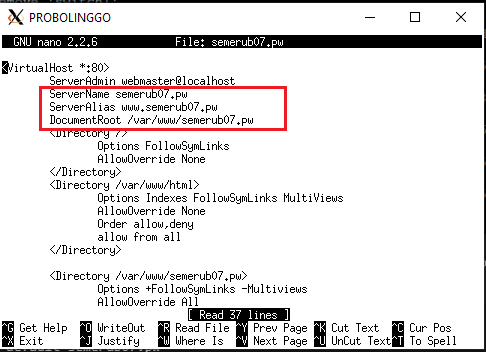 PROBOLINGGO
GNU nano 2.2.6 File: semerub07.pw
<VirtualHost *:80>
ServerAdmin webmaster@localhost
ServerName semerub07.pw
ServerAlias www.semerub07.pw
DocumentRoot /var/www/semerub07.pw
<Directory />
Options FollowSymLinks
AllowOverride None
</Directory>
<Directory /var/www/html>
Options Indexes FollowSymLinks MultiViews
AllowOverride None
Order allow,deny
allow from all
</Directory>
<Directory /var/www/semerub07.pw>
Options +FollowSymLinks -Multiviews
AllowOverride All
[ Read 37 lines ]
^G Get Help ^O WriteOut ^R Read File ^Y Prev Page ^K Cut Text ^C Cur Pos
^X Exit ^J Justify ^W Where Is ^V Next Page ^U UnCut Text ^T To Spell